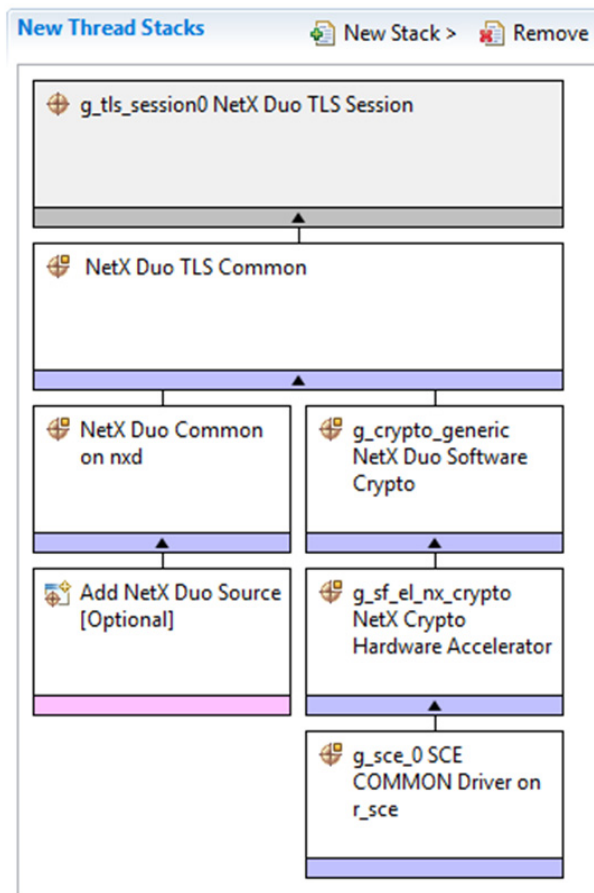 New Thread Stacks
New Stack >
Remove
g_tls_session0 NetX Duo TLS Session
NetX Duo TLS Common
NetX Duo Common
on nxd
g_crypto_generic
NetX Duo Software
Crypto
Add NetX Duo Source
[Optional]
g_sf_el_nx_crypto
NetX Crypto
Hardware Accelerator
g_sce_0 SCE
COMMON Driver on
r_sce